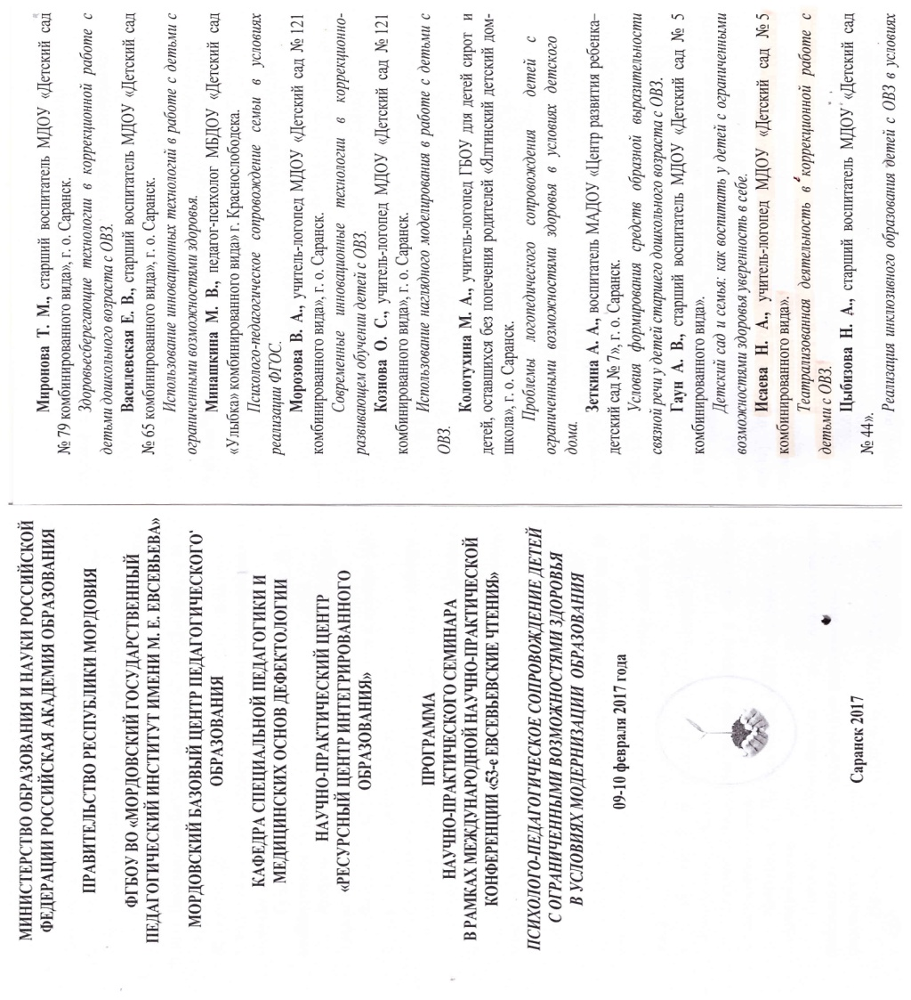 МИНИСТЕРСТВО ОБРАЗОВАНИЯ И НАУКИ РОССИЙСКОЙ
ФЕДЕРАЦИИ РОССИЙСКАЯ АКАДЕМИЯ ОБРАЗОВАНИЯ
ПРАВИТЕЛЬСТВО РЕСПУБЛИКИ МОРДОВИЯ
ФГБОУ ВО «МОРДОВСКИЙ ГОСУДАРСТВЕННЫЙ
ПЕДАГОГИЧЕСКИЙ ИНСТИТУТ ИМЕНИ М. Е. ЕВСЕВЬЕВА»
МОРДОВСКИЙ БАЗОВЫЙ ЦЕНТР ПЕДАГОГИЧЕСКОГО
ОБРАЗОВАНИЯ
КАФЕДРА СПЕЦИАЛЬНОЙ ПЕДАГОГИКИ И
МЕДИЦИНСКИХ ОСНОВ ДЕФЕКТОЛОГИИ
НАУЧНО-ПРАКТИЧЕСКИЙ ЦЕНТР
«РЕСУРСНЫЙ ЦЕНТР ИНТЕГРИРОВАННОГО
ОБРАЗОВАНИЯ»
ПРОГРАММА
НАУЧНО-ПРАКТИЧЕСКОГО СЕМИНАРА
В РАМКАХ МЕЖДУНАРОДНОЙ НАУЧНО-ПРАКТИЧЕСКОЙ
КОНФЕРЕНЦИИ «53-е ЕВСЕВЬЕВСКИЕ ЧТЕНИЯ»
ПСИХОЛОГО-ПЕДАГОГИЧЕСКОЕ СОПРОВОЖДЕНИЕ ДЕТЕЙ
С ОГРАНИЧЕННЫМИ ВОЗМОЖНОСТЯМИ ЗДОРОВЬЯ
В УСЛОВИЯХ МОДЕРНИЗАЦИИ ОБРАЗОВАНИЯ
09-10 февраля 2017 года
Саранск 2017
Миронова Т. М., старший воспитатель МДОУ «Детский сад
№ 79 комбинированного вида», г. о. Саранск.
Здоровьесберегающие технологии в коррекционной работе с
детьми дошкольного возраста с ОВЗ.
Василевская Е. В., старший воспитатель МДОУ «Детский сад
№ 65 комбинированного вида», г. о. Саранск.
Использование инновационных технологий в работе с детьми с
ограниченными возможностями здоровья.
Минашкина М. В., педагог-психолог МБДОУ «Детский сад
«Улыбка» комбинированного вида» г. Краснослободска.
Психолого-педагогическое сопровождение семьи в условиях
реализации ФГОС.
Морозова В. А., учитель-логопед МДОУ «Детский сад № 121
комбинированного вида», г. о. Саранск.
Современные инновационные технологии в коррекционно-
развивающем обучении детей с ОВЗ.
Кознова О. С., учитель-логопед МДОУ «Детский сад № 121
комбинированного вида», г. о. Саранск.
Использование наглядного моделирования в работе с детьми с
ОВЗ.
Колотухина М. А., учитель-логопед ГБОУ для детей сирот и
детей, оставшихся без попечения родителей «Ялгинский детский дом-
школа», г. о. Саранск.
Проблемы логопедического сопровождения детей с
ограниченными возможностями здоровья в условиях детского
дома.
Зеткина А. А., воспитатель МАДОУ «Центр развития ребенка–
детский сад № 7», г. о. Саранск.
Условия формирования средств образной выразительности
связной речи у детей старшего дошкольного возраста с ОВЗ.
Гаун А. В., старший воспитатель МДОУ «Детский сад № 5
комбинированного вида».
Детский сад и семья: как воспитать у детей с ограниченными
возможностями здоровья уверенность в себе.
Исаева Н. А., учитель-логопед МДОУ «Детский сад № 5
комбинированного вида».
Театрализованная деятельность в коррекционной работе с
детьми с ОВЗ.
Цыбизова Н. А., старший воспитатель МДОУ «Детский сад
№ 44».
Реализация инклюзивного образования детей с ОВЗ в условиях